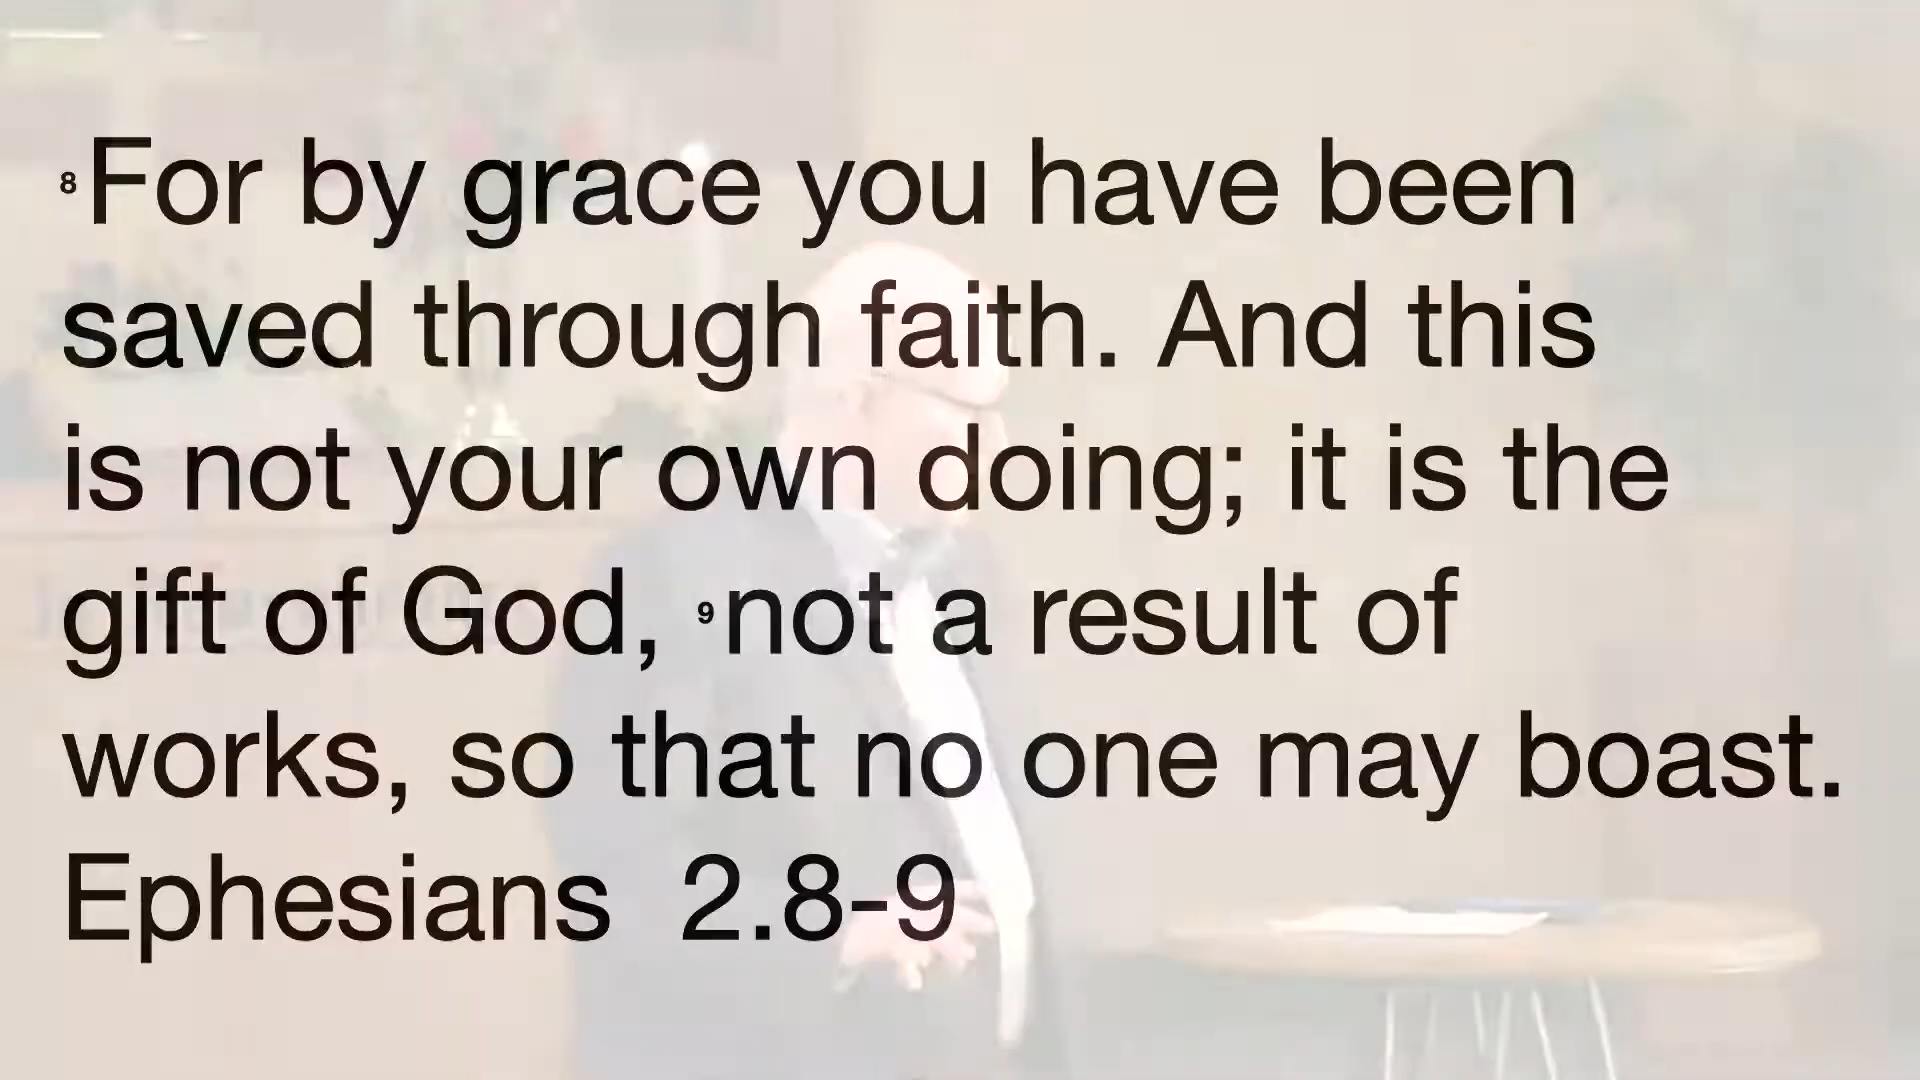 ⁸For by grace you have been
saved through faith. And this
is not your own doing; it is the
gift of God, ⁹not a result of
works, so that no one may boast.
Ephesians 2.8-9